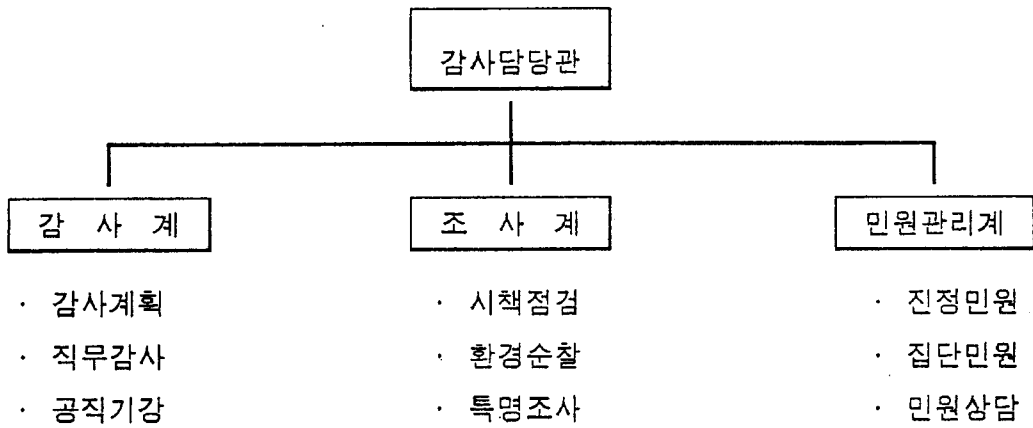 감사담당관
감 사 계
조 사 계
민원관리계
· 감사계획
· 직무감사
· 공직기강
· 시책점검
· 환경순찰
· 특명조사
· 진정민원
· 집단민원
· 민원상담